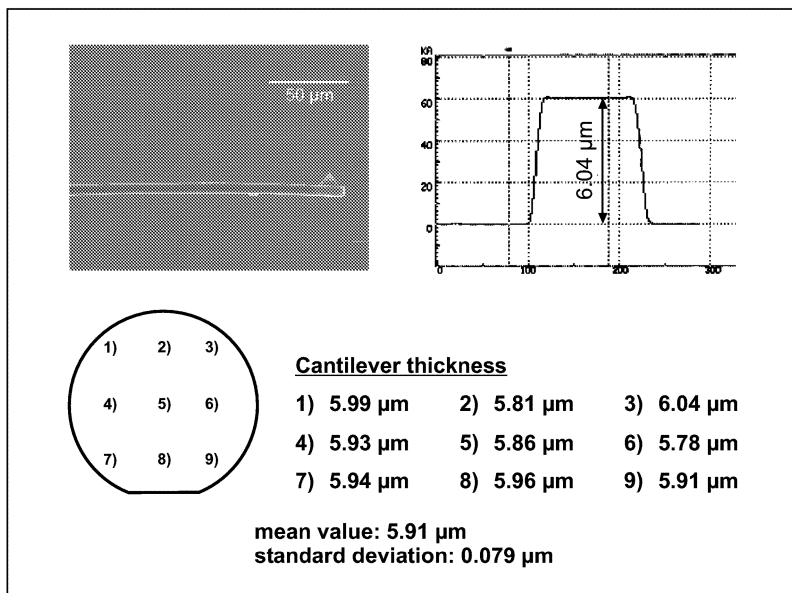 50 µm
KA
80
60
40
20
0
0 100 200 300
6.04 µm
1) 2) 3)
4) 5) 6)
7) 8) 9)
Cantilever thickness
1) 5.99 µm 2) 5.81 µm 3) 6.04 µm
4) 5.93 µm 5) 5.86 µm 6) 5.78 µm
7) 5.94 µm 8) 5.96 µm 9) 5.91 µm
mean value: 5.91 µm
standard deviation: 0.079 µm